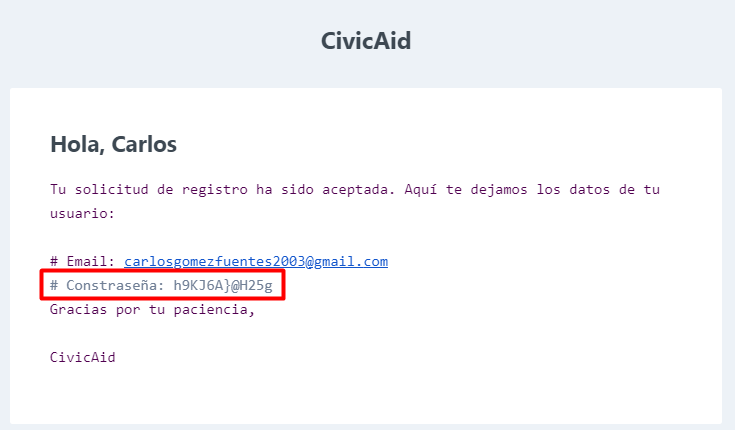 CivicAid
Hola, Carlos
Tu solicitud de registro ha sido aceptada. Aquí te dejamos los datos de tu
usuario:
# Email: carlosgomezfuentes2003@gmail.com
# Constraseña: h9KJ6A}@H25g
Gracias por tu paciencia,
CivicAid